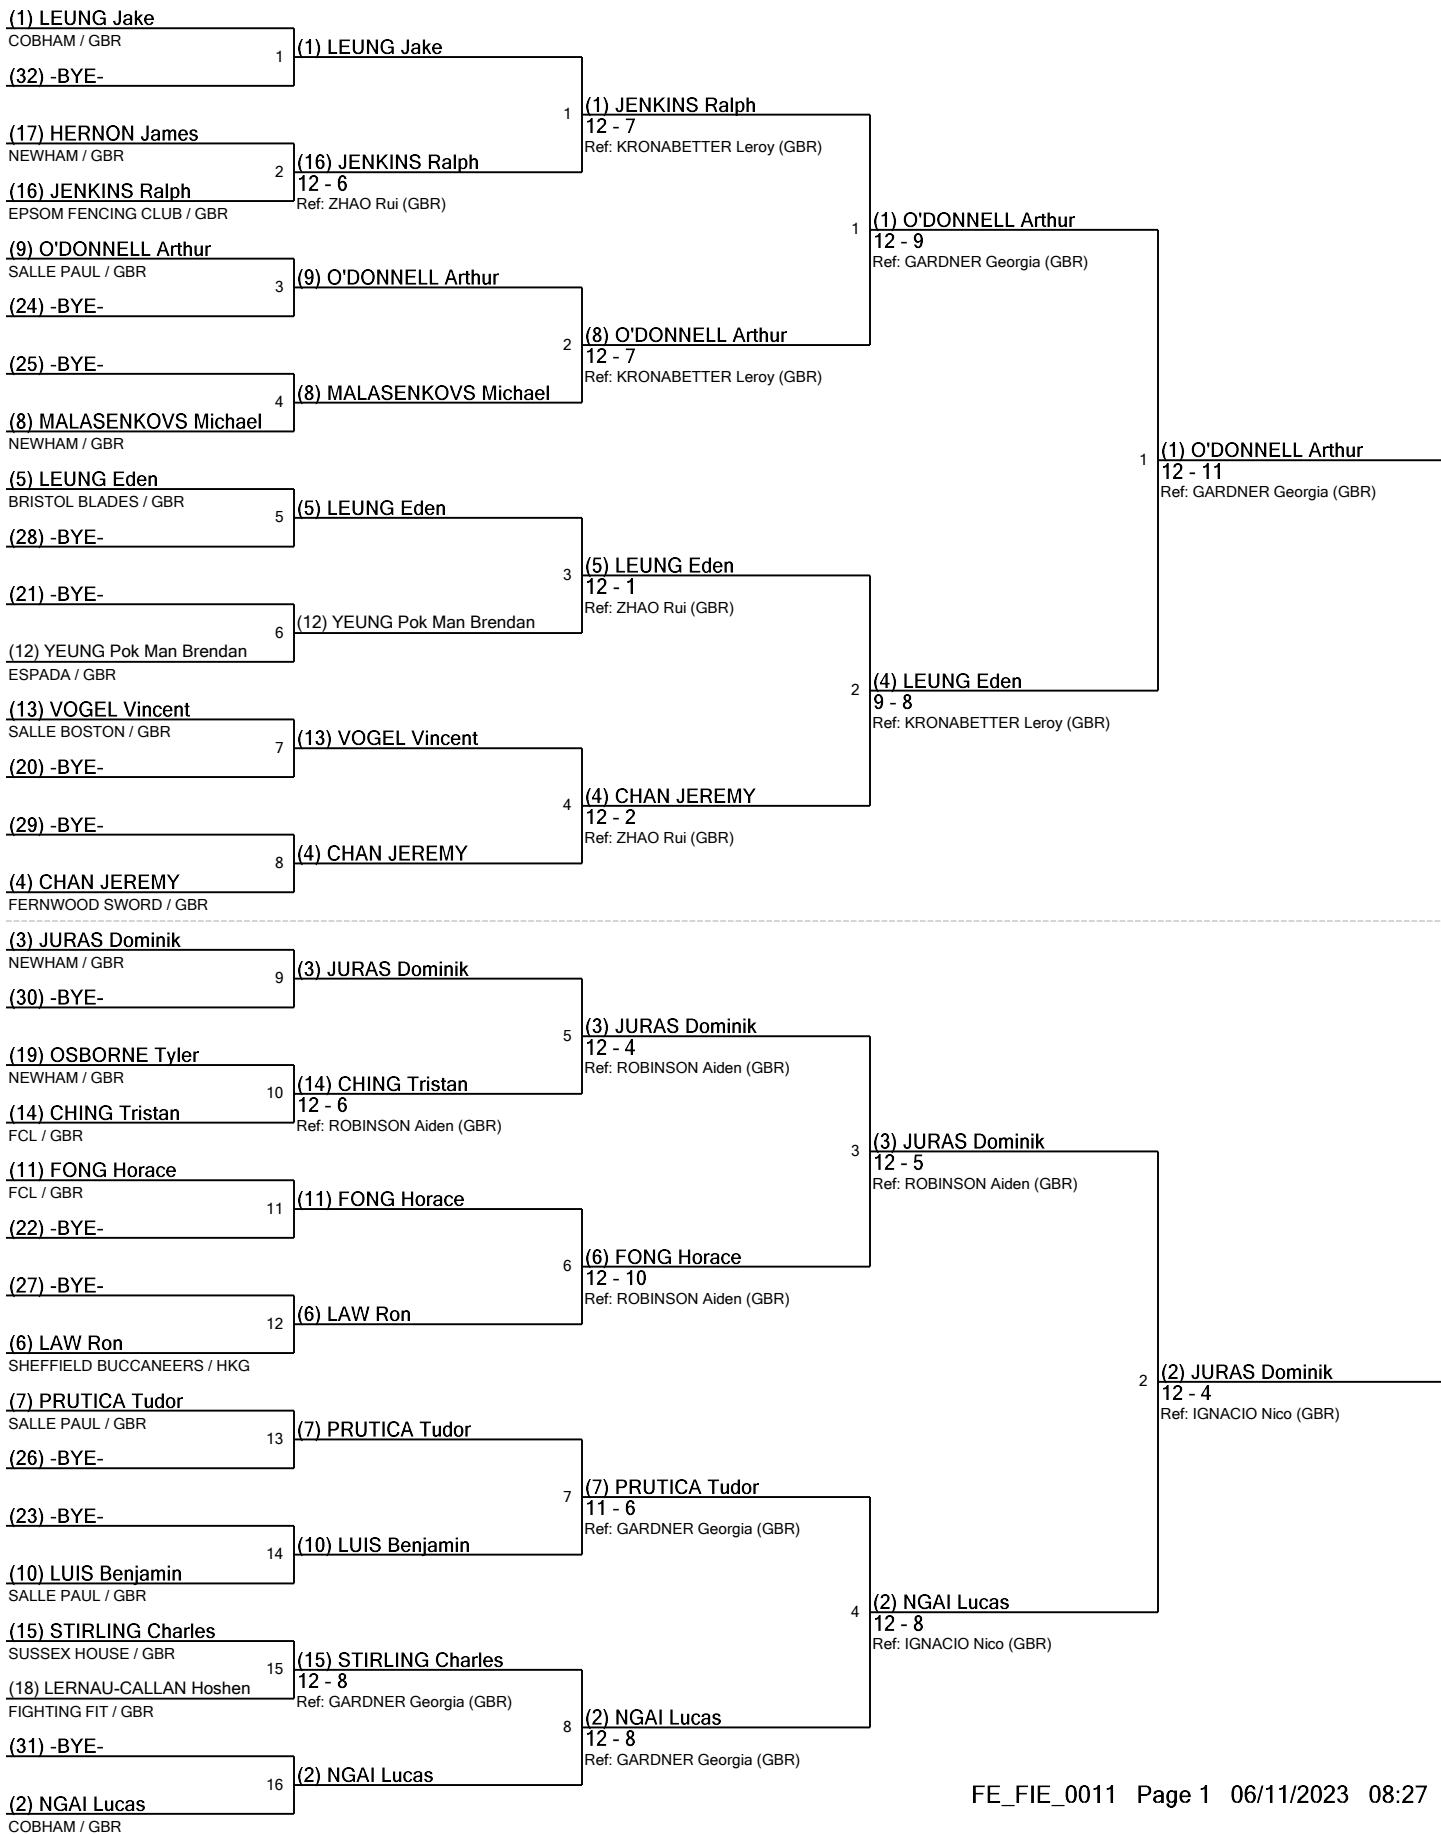 (1) LEUNG Jake
COBHAM / GBR
1
(32) -BYE-
(17) HERNON James
NEWHAM / GBR
2
(16) JENKINS Ralph
EPSOM FENCING CLUB / GBR
(9) O'DONNELL Arthur
SALLE PAUL / GBR
3
(24) -BYE-
(25) -BYE-
4
(8) MALASENKOVS Michael
NEWHAM / GBR
(5) LEUNG Eden
BRISTOL BLADES / GBR
5
(28) -BYE-
(21) -BYE-
6
(12) YEUNG Pok Man Brendan
ESPADA / GBR
(13) VOGEL Vincent
SALLE BOSTON / GBR
7
(20) -BYE-
(29) -BYE-
8
(4) CHAN JEREMY
FERNWOOD SWORD / GBR
(3) JURAS Dominik
NEWHAM / GBR
9
(30) -BYE-
(19) OSBORNE Tyler
NEWHAM / GBR
10
(14) CHING Tristan
FCL / GBR
(11) FONG Horace
FCL / GBR
11
(22) -BYE-
(27) -BYE-
12
(6) LAW Ron
SHEFFIELD BUCCANEERS / HKG
(7) PRUTICA Tudor
SALLE PAUL / GBR
13
(26) -BYE-
(23) -BYE-
14
(10) LUIS Benjamin
SALLE PAUL / GBR
(15) STIRLING Charles
SUSSEX HOUSE / GBR
15
(18) LERNAU-CALLAN Hoshen
FIGHTING FIT / GBR
(31) -BYE-
16
(2) NGAI Lucas
COBHAM / GBR
(1) LEUNG Jake
1
(16) JENKINS Ralph
12 - 6
Ref: ZHAO Rui (GBR)
(9) O'DONNELL Arthur
2
(8) MALASENKOVS Michael
(5) LEUNG Eden
3
(12) YEUNG Pok Man Brendan
(13) VOGEL Vincent
4
(4) CHAN JEREMY
(3) JURAS Dominik
5
(14) CHING Tristan
12 - 6
Ref: ROBINSON Aiden (GBR)
(11) FONG Horace
6
(6) LAW Ron
(7) PRUTICA Tudor
7
(10) LUIS Benjamin
(15) STIRLING Charles
12 - 8
Ref: GARDNER Georgia (GBR)
8
(2) NGAI Lucas
(1) JENKINS Ralph
12 - 7
Ref: KRONABETTER Leroy (GBR)
1
(8) O'DONNELL Arthur
12 - 7
Ref: KRONABETTER Leroy (GBR)
(5) LEUNG Eden
12 - 1
Ref: ZHAO Rui (GBR)
2
(4) CHAN JEREMY
12 - 2
Ref: ZHAO Rui (GBR)
(3) JURAS Dominik
12 - 4
Ref: ROBINSON Aiden (GBR)
3
(6) FONG Horace
12 - 10
Ref: ROBINSON Aiden (GBR)
(7) PRUTICA Tudor
11 - 6
Ref: GARDNER Georgia (GBR)
4
(2) NGAI Lucas
12 - 8
Ref: GARDNER Georgia (GBR)
(1) O'DONNELL Arthur
12 - 9
Ref: GARDNER Georgia (GBR)
1
(4) LEUNG Eden
9 - 8
Ref: KRONABETTER Leroy (GBR)
(3) JURAS Dominik
12 - 5
Ref: ROBINSON Aiden (GBR)
2
(2) NGAI Lucas
12 - 8
Ref: IGNACIO Nico (GBR)
(1) O'DONNELL Arthur
12 - 11
Ref: GARDNER Georgia (GBR)
(2) JURAS Dominik
12 - 4
Ref: IGNACIO Nico (GBR)
FE_FIE_0011 Page 1 06/11/2023 08:27